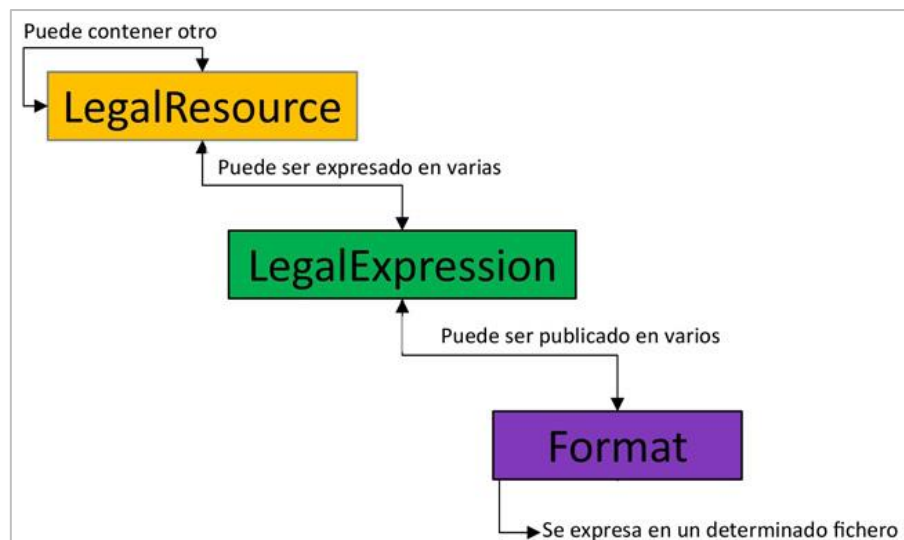 Puede contener otro
LegalResource
Puede ser expresado en varias
LegalExpression
Puede ser publicado en varios
Format
Se expresa en un determinado fichero